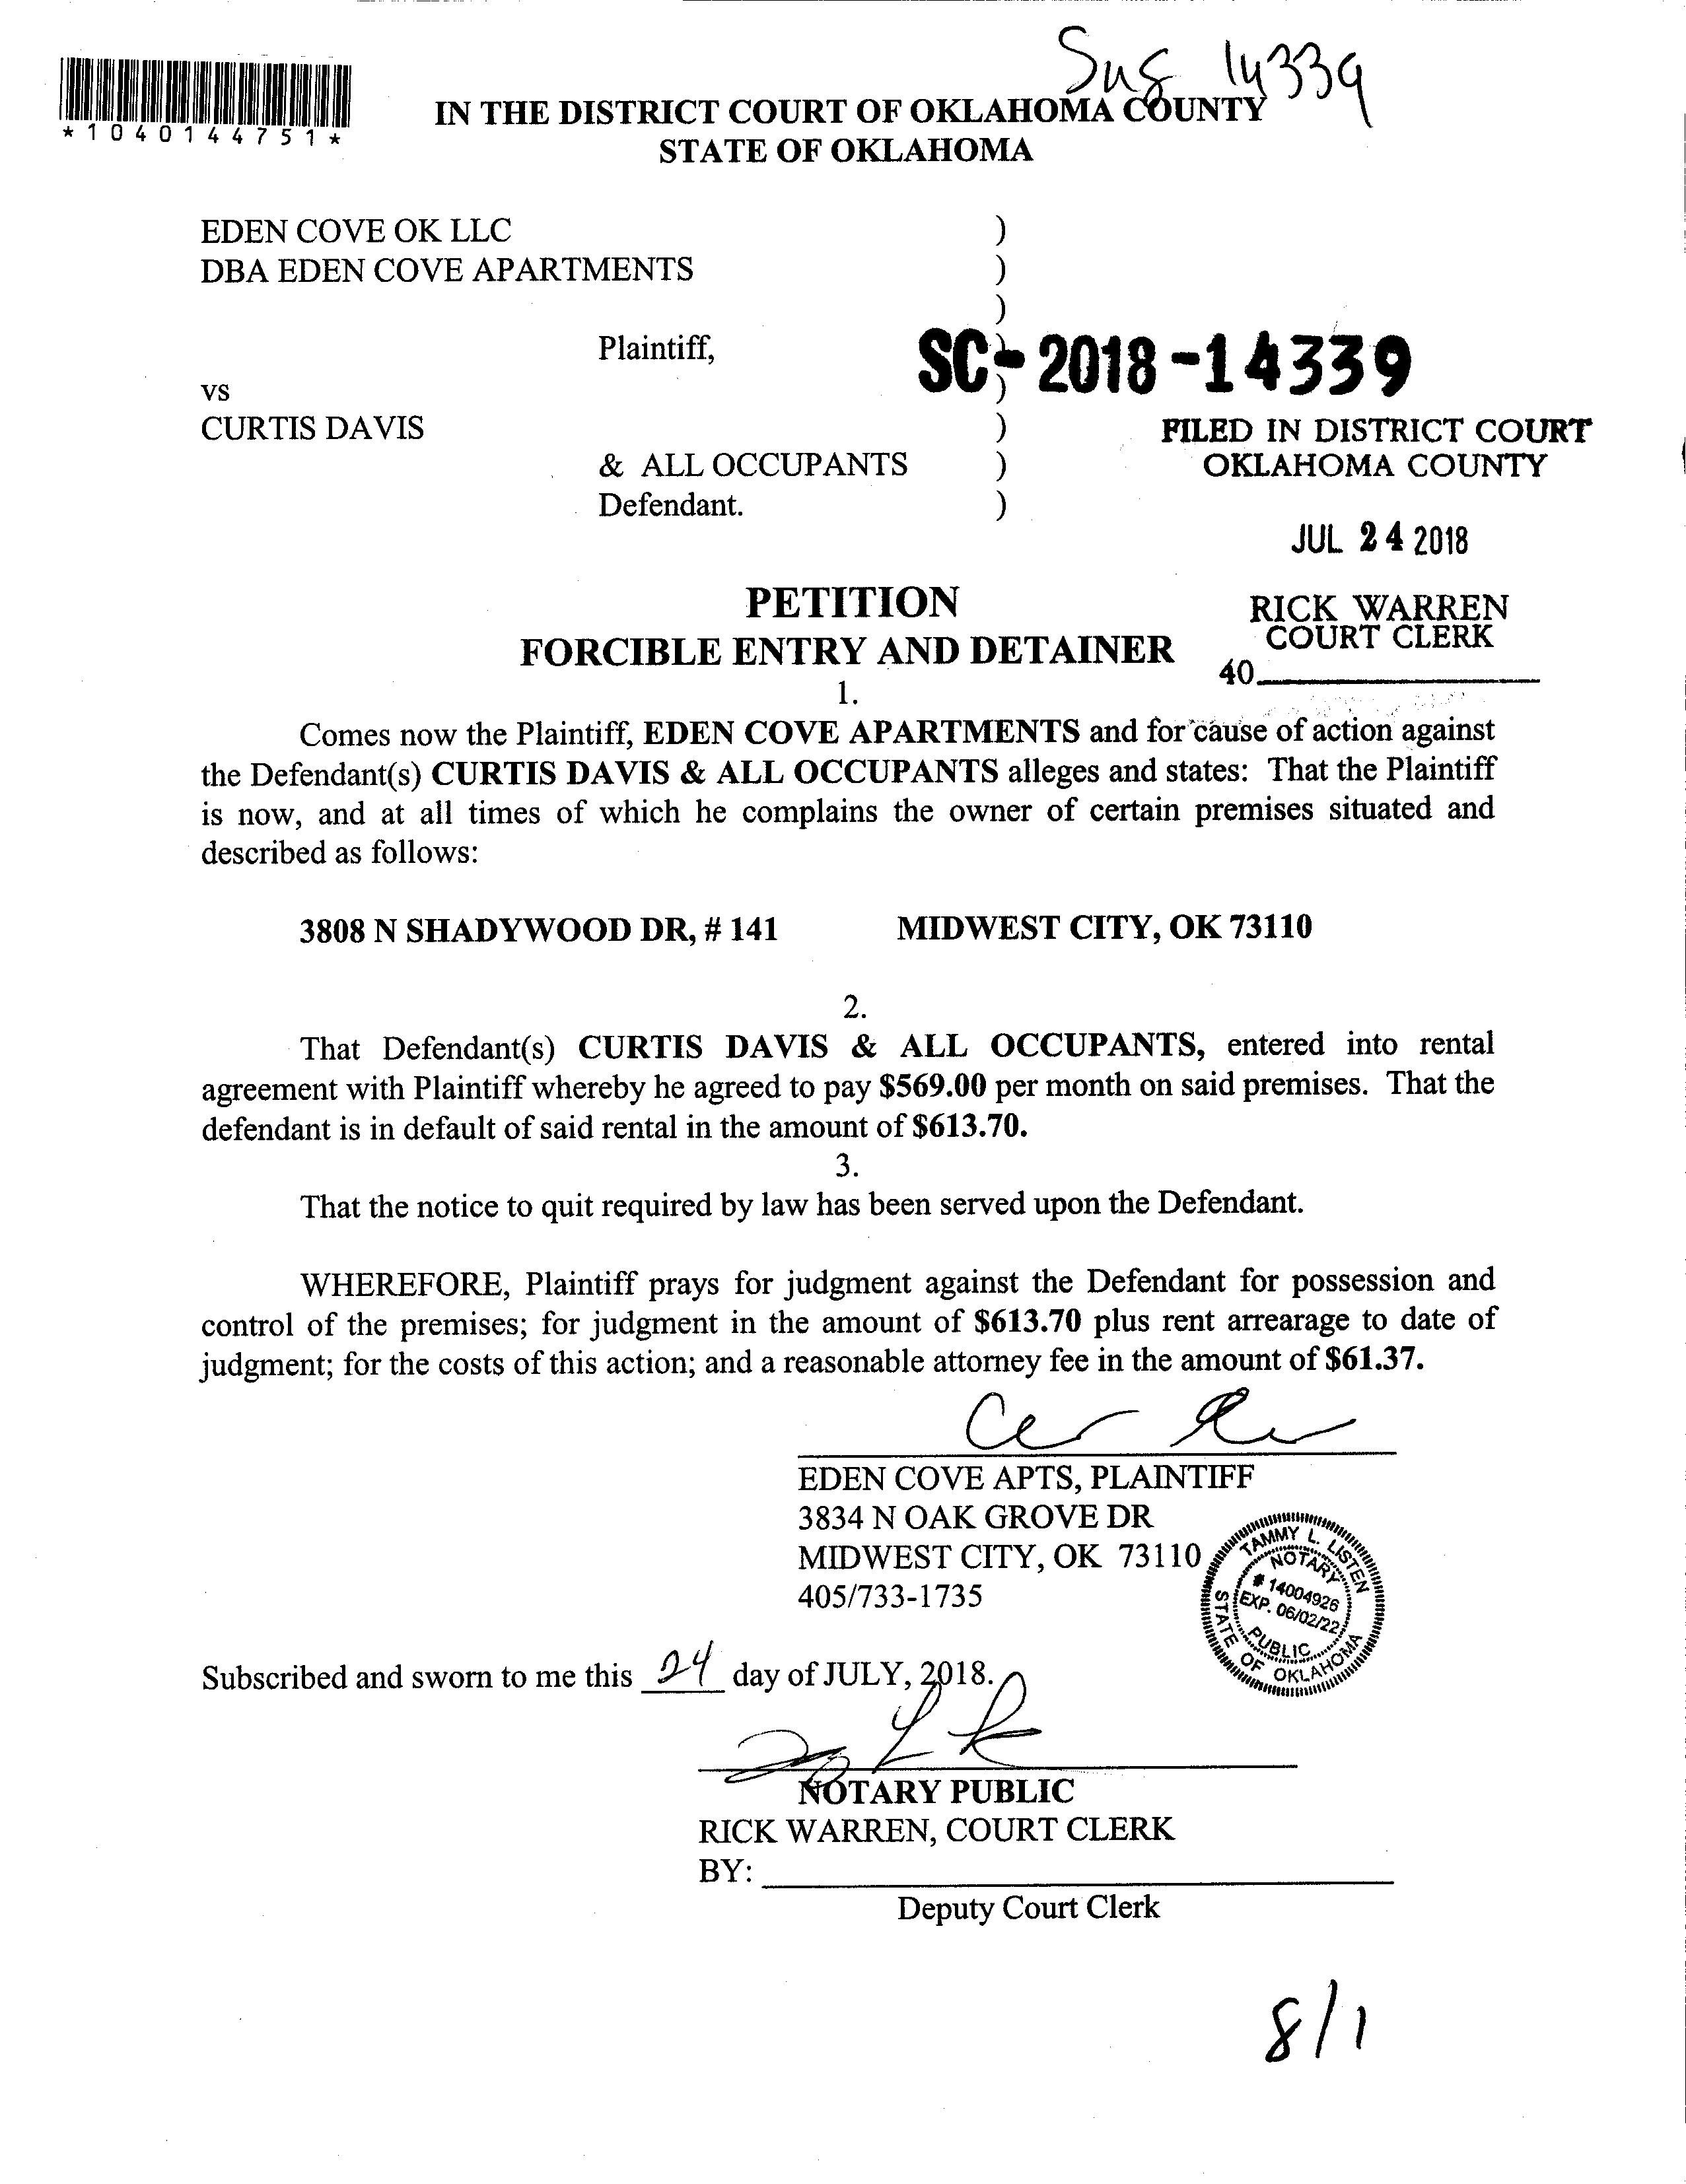 14339
*1040144751*
IN THE DISTRICT COURT OF OKLAHOMA COUNTY
STATE OF OKLAHOMA
EDEN COVE OK LLC )
DBA EDEN COVE APARTMENTS )
)
Plaintiff, )
SC-2018-14339
vs )
CURTIS DAVIS )
& ALL OCCUPANTS )
Defendant. )
FILED IN DISTRICT COURT
OKLAHOMA COUNTY
JUL 24 2018
RICK WARREN
COURT CLERK
40
PETITION
FORCIBLE ENTRY AND DETAINER
1.
Comes now the Plaintiff, EDEN COVE APARTMENTS and for cause of action against
the Defendant(s) CURTIS DAVIS & ALL OCCUPANTS alleges and states: That the Plaintiff
is now, and at all times of which he complains the owner of certain premises situated and
described as follows:
3808 N SHADYWOOD DR, # 141 MIDWEST CITY, OK 73110
2.
That Defendant(s) CURTIS DAVIS & ALL OCCUPANTS, entered into rental
agreement with Plaintiff whereby he agreed to pay $569.00 per month on said premises. That the
defendant is in default of said rental in the amount of $613.70.
3.
That the notice to quit required by law has been served upon the Defendant.
WHEREFORE, Plaintiff prays for judgment against the Defendant for possession and
control of the premises; for judgment in the amount of $613.70 plus rent arrearage to date of
judgment; for the costs of this action; and a reasonable attorney fee in the amount of $61.37.
EDEN COVE APTS, PLAINTIFF
3834 N OAK GROVE DR
MIDWEST CITY, OK 73110
405/733-1735
TAMMY L. LISTEN
NOTARY
# 14004926
EXP. 06/02/22
PUBLIC
STATE OF OKLAHOMA
Subscribed and sworn to me this 24 day of JULY, 2018.
NOTARY PUBLIC
RICK WARREN, COURT CLERK
BY:
Deputy Court Clerk
8/1